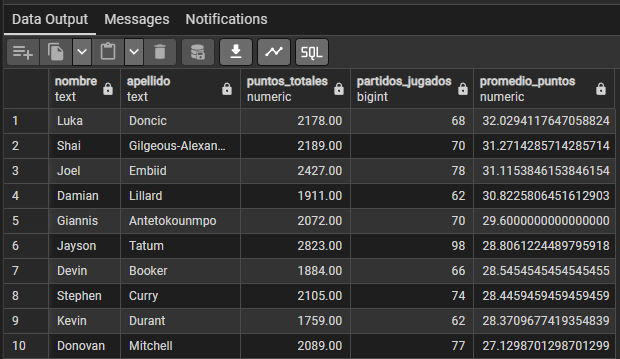 Data Output Messages Notifications
SQL
nombre apellido puntos_totales partidos_jugados promedio_puntos
text text numeric bigint numeric
1 Luka Doncic 2178.00 68 32.0294117647058824
2 Shai Gilgeous-Alexan... 2189.00 70 31.2714285714285714
3 Joel Embiid 2427.00 78 31.1153846153846154
4 Damian Lillard 1911.00 62 30.8225806451612903
5 Giannis Antetokounmpo 2072.00 70 29.6000000000000000
6 Jayson Tatum 2823.00 98 28.8061224489795918
7 Devin Booker 1884.00 66 28.5454545454545455
8 Stephen Curry 2105.00 74 28.4459459459459459
9 Kevin Durant 1759.00 62 28.3709677419354839
10 Donovan Mitchell 2089.00 77 27.1298701298701299